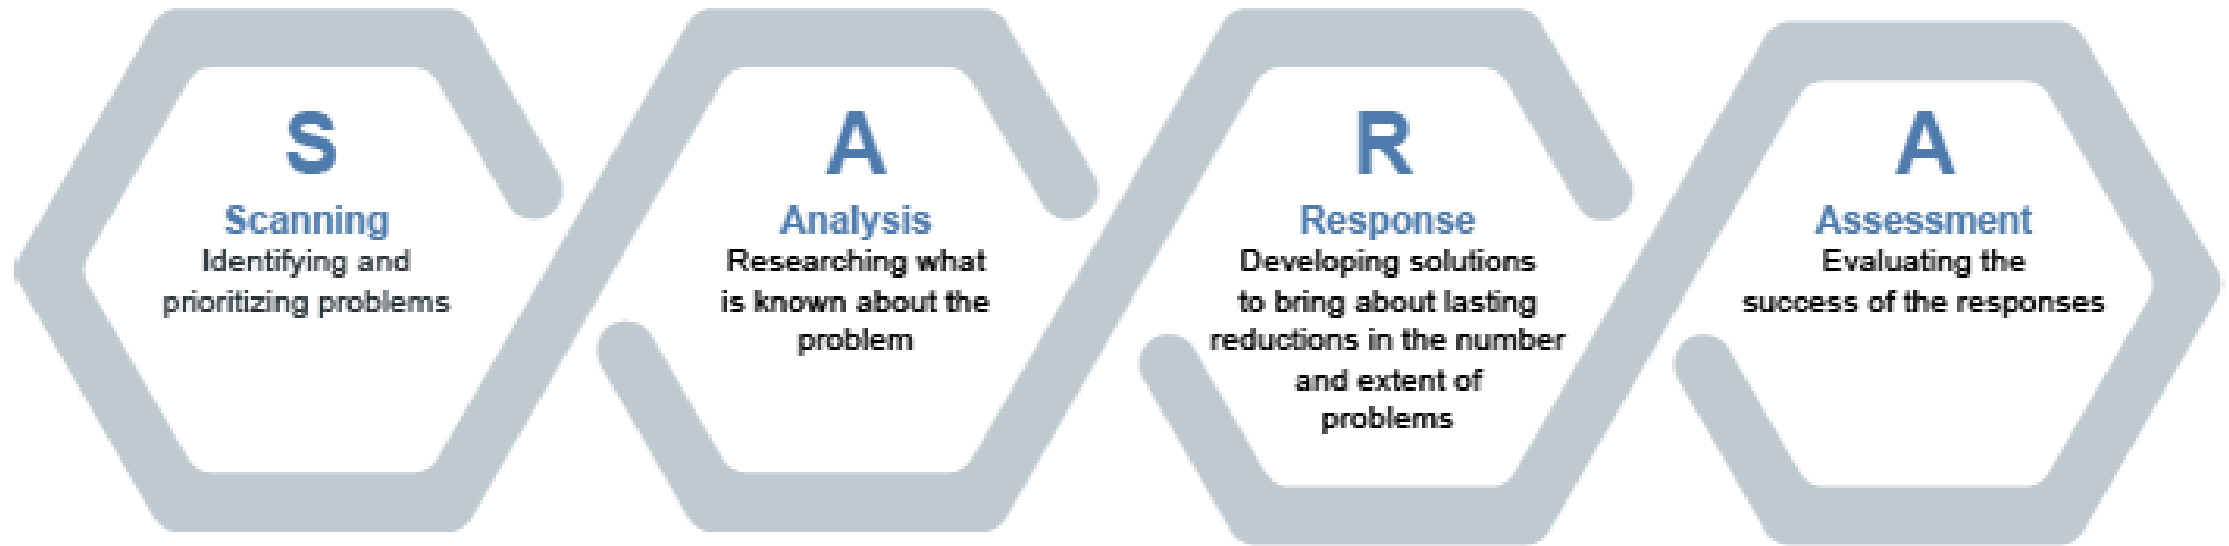 S
Scanning
Identifying and
prioritizing problems
A
Analysis
Researching what
is known about the
problem
R
Response
Developing solutions
to bring about lasting
reductions in the number
and extent of
problems
A
Assessment
Evaluating the
success of the responses